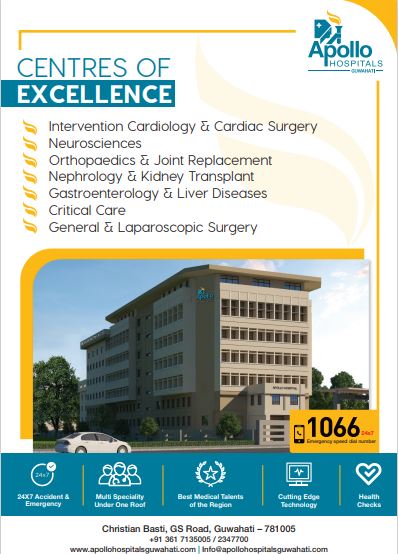 Apollo
HOSPITALS
GUWAHATI
CENTRES OF
EXCELLENCE
Intervention Cardiology & Cardiac Surgery
Neurosciences
Orthopaedics & Joint Replacement
Nephrology & Kidney Transplant
Gastroenterology & Liver Diseases
Critical Care
General & Laparoscopic Surgery
Apollo
APOLLO HOSPITAL
1066 24x7
Emergency speed dial number
24x7
24X7 Accident &
Emergency
Multi Speciality
Under One Roof
Best Medical Talents
of the Region
Cutting Edge
Technology
Health
Checks
Christian Basti, GS Road, Guwahati – 781005
+91 361 7135005 / 2347700
www.apollohospitalsguwahati.com | Info@apollohospitalsguwahati.com